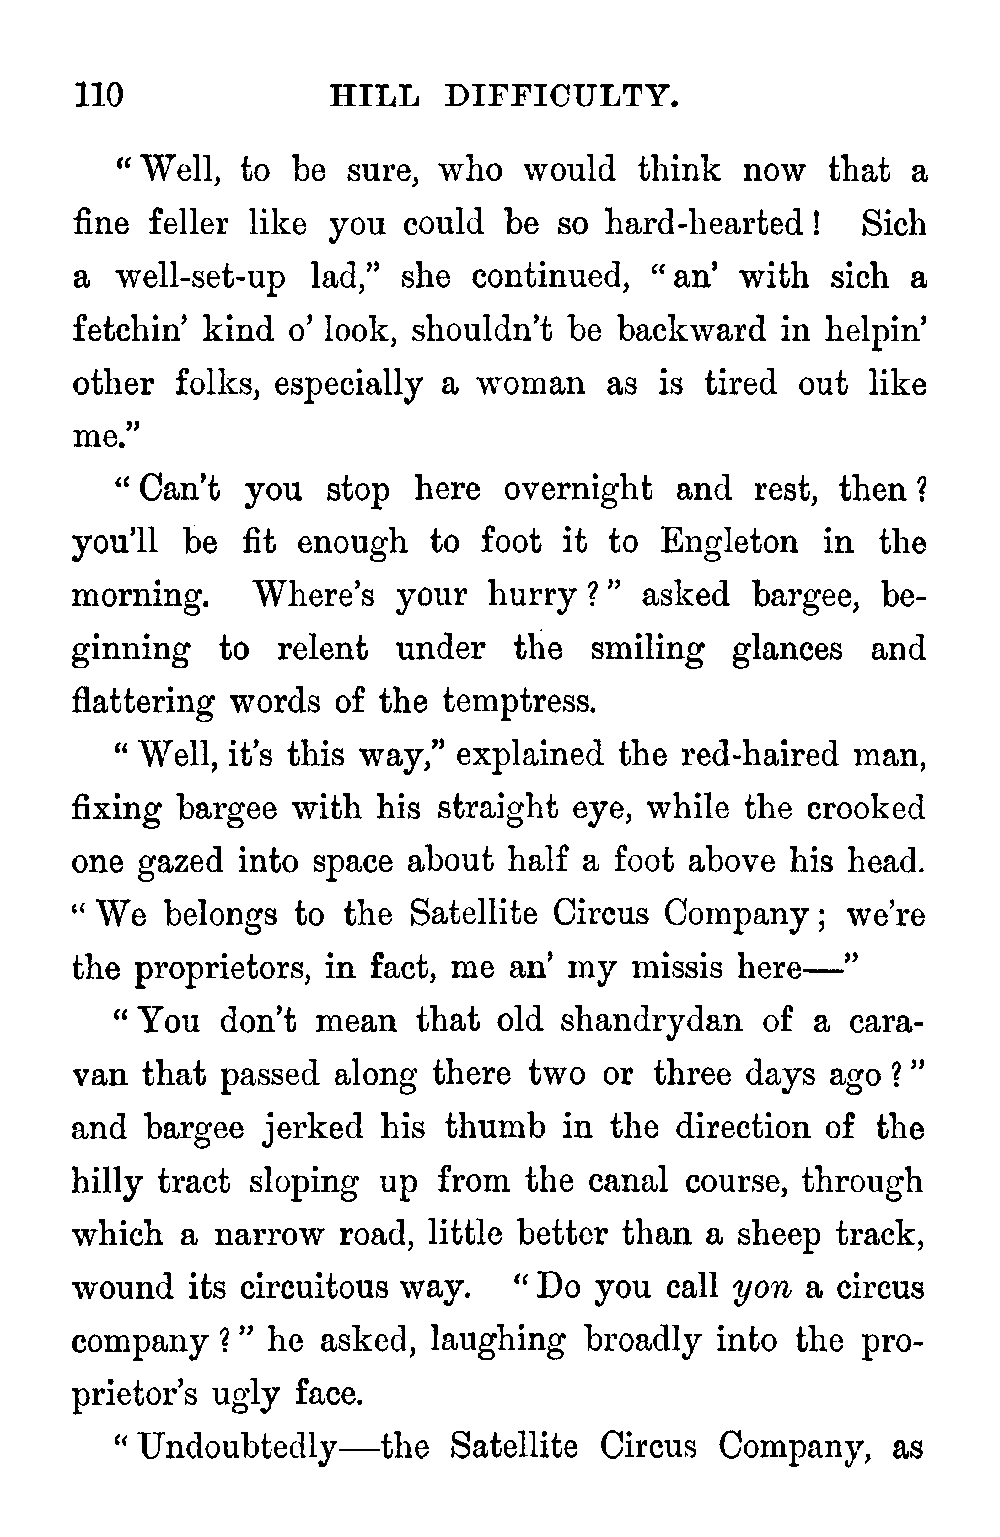 110 HILL DIFFICULTY.
“Well, to be sure, who would think now that a
fine feller like you could be so hard-hearted! Sich
a well-set-up lad,” she continued, “an’ with sich a
fetchin’ kind o’ look, shouldn’t be backward in helpin’
other folks, especially a woman as is tired out like
me.”
“Can’t you stop here overnight and rest, then?
you’ll be fit enough to foot it to Engleton in the
morning. Where’s your hurry?” asked bargee, be-
ginning to relent under the smiling glances and
flattering words of the temptress.
“Well, it’s this way,” explained the red-haired man,
fixing bargee with his straight eye, while the crooked
one gazed into space about half a foot above his head.
“We belongs to the Satellite Circus Company; we’re
the proprietors, in fact, me an’ my missis here—”
“You don’t mean that old shandrydan of a cara-
van that passed along there two or three days ago?”
and bargee jerked his thumb in the direction of the
hilly tract sloping up from the canal course, through
which a narrow road, little better than a sheep track,
wound its circuitous way. “Do you call yon a circus
company?” he asked, laughing broadly into the pro-
prietor’s ugly face.
“Undoubtedly—the Satellite Circus Company, as